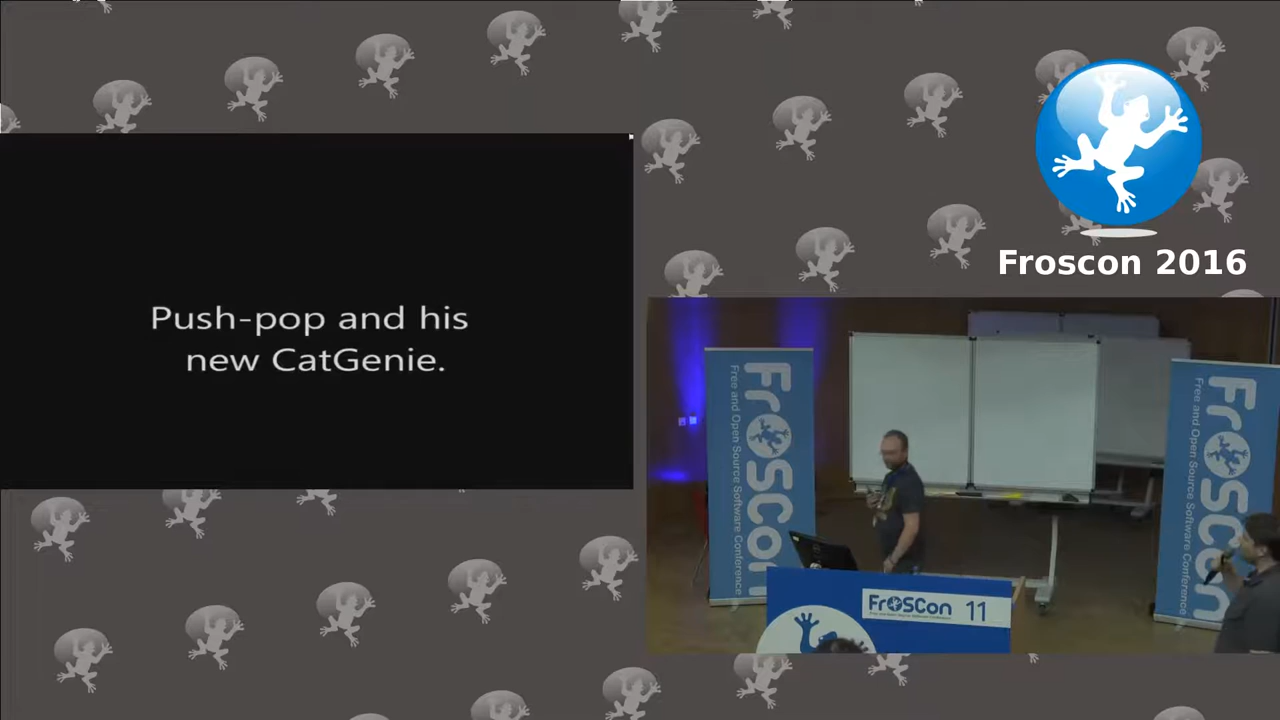 Froscon 2016
Push-pop and his
new CatGenie.
FrOSCon
Free and Open Source Software Conference
FrOSCon
Free and Open Source Software Conference
FrOSCon 11